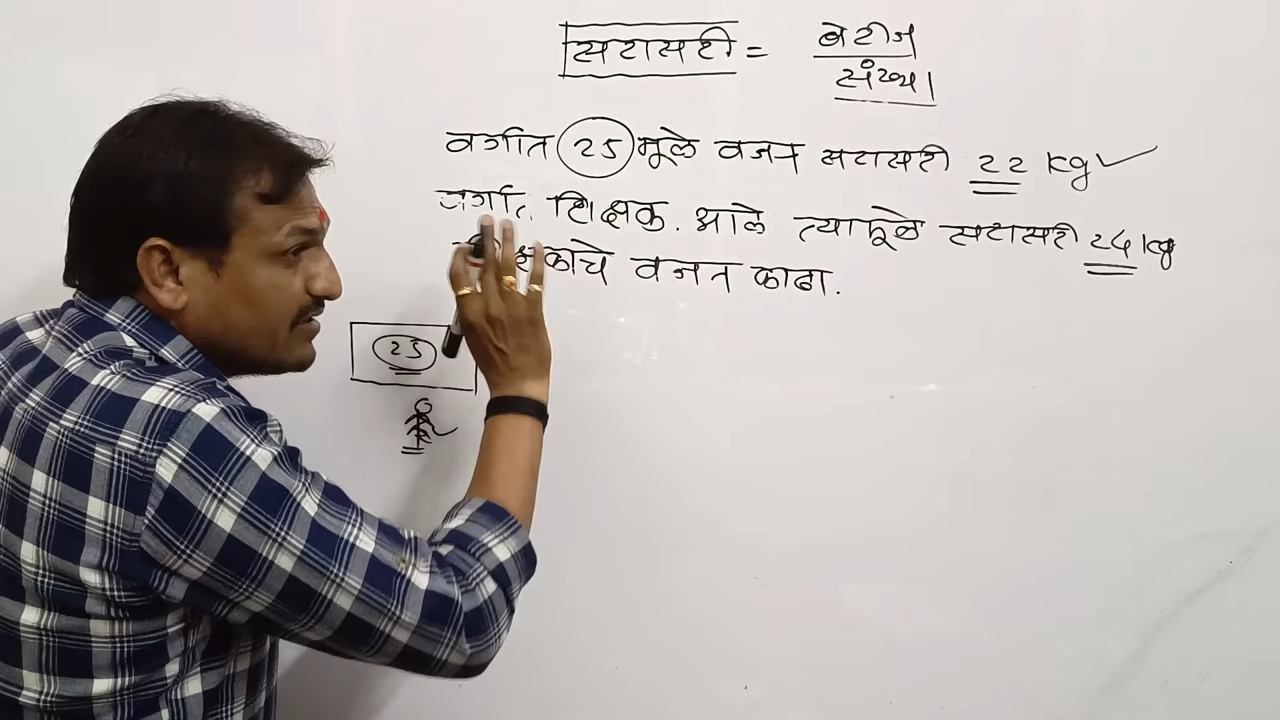 सरासरी = बेरीज
संख्या
वर्गात 25 मूले वजन सरासरी 22 kg ✓
वर्गात. शिक्षक. आले त्यामूळे सरासरी 24 kg
वजन काढा.
25